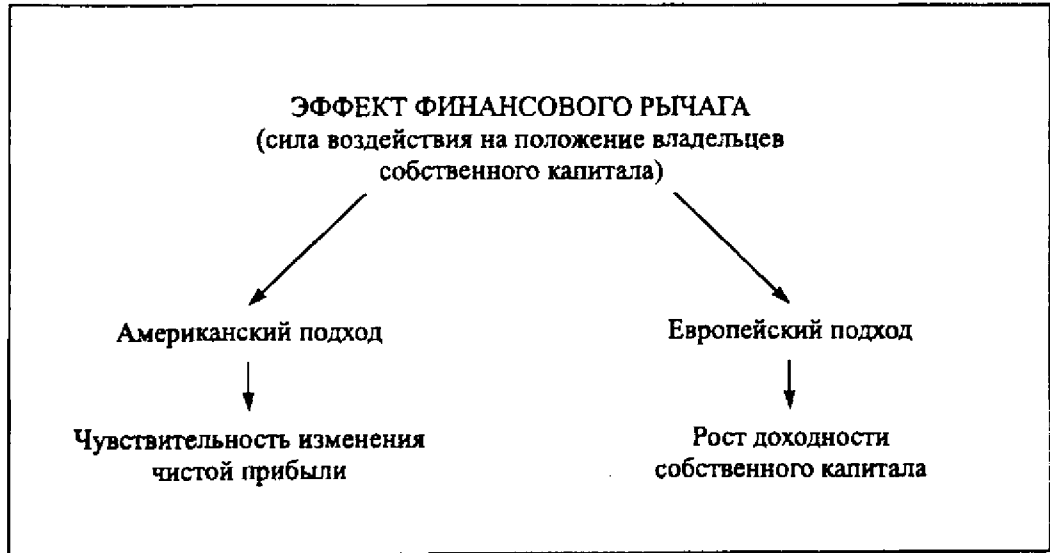 ЭФФЕКТ ФИНАНСОВОГО РЫЧАГА
(сила воздействия на положение владельцев
собственного капитала)
Американский подход
Европейский подход
Чувствительность изменения
чистой прибыли
Рост доходности
собственного капитала